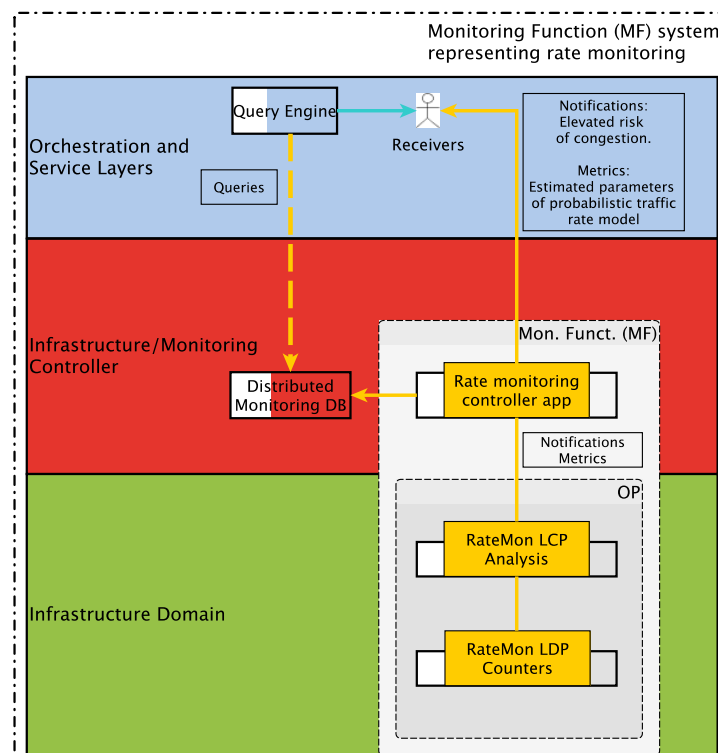 Monitoring Function (MF) system
representing rate monitoring
Query Engine
Receivers
Notifications:
Elevated risk
of congestion.
Metrics:
Estimated parameters
of probabilistic traffic
rate model
Orchestration and
Service Layers
Queries
Mon. Funct. (MF)
Infrastructure/Monitoring
Controller
Distributed
Monitoring DB
Rate monitoring
controller app
Notifications
Metrics
OP
RateMon LCP
Analysis
Infrastructure Domain
RateMon LDP
Counters